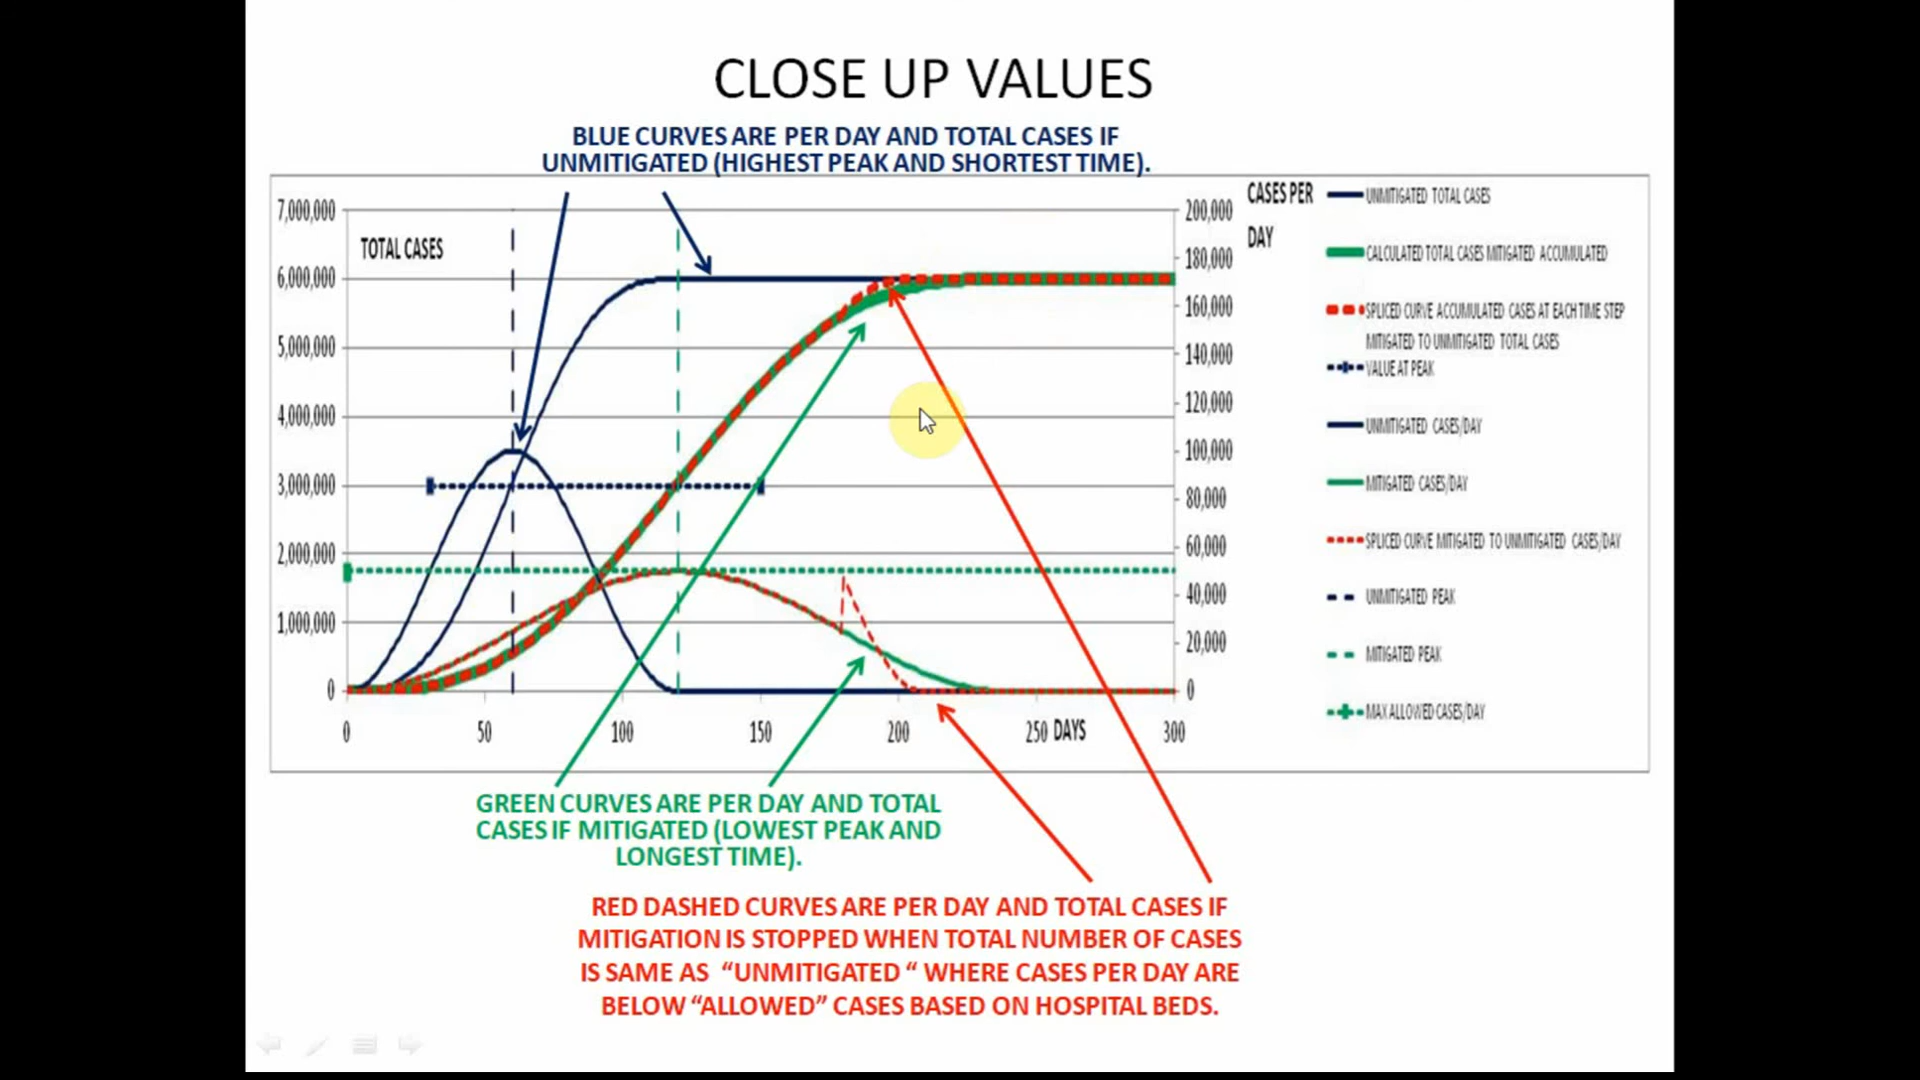 CLOSE UP VALUES
BLUE CURVES ARE PER DAY AND TOTAL CASES IF
UNMITIGATED (HIGHEST PEAK AND SHORTEST TIME).
7,000,000
6,000,000
5,000,000
4,000,000
3,000,000
2,000,000
1,000,000
0
TOTAL CASES
0
50
100
150
200
250
DAYS
300
200,000
180,000
160,000
140,000
120,000
100,000
80,000
60,000
40,000
20,000
0
CASES PER
DAY
UNMITIGATED TOTAL CASES
CALCULATED TOTAL CASES MITIGATED ACCUMULATED
SPLICED CURVE ACCUMULATED CASES AT EACH TIME STEP
MITIGATED TO UNMITIGATED TOTAL CASES
VALUE AT PEAK
UNMITIGATED CASES/DAY
MITIGATED CASES/DAY
SPLICED CURVE MITIGATED TO UNMITIGATED CASES/DAY
UNMITIGATED PEAK
MITIGATED PEAK
MAX ALLOWED CASES/DAY
GREEN CURVES ARE PER DAY AND TOTAL
CASES IF MITIGATED (LOWEST PEAK AND
LONGEST TIME).
RED DASHED CURVES ARE PER DAY AND TOTAL CASES IF
MITIGATION IS STOPPED WHEN TOTAL NUMBER OF CASES
IS SAME AS “UNMITIGATED “ WHERE CASES PER DAY ARE
BELOW “ALLOWED” CASES BASED ON HOSPITAL BEDS.